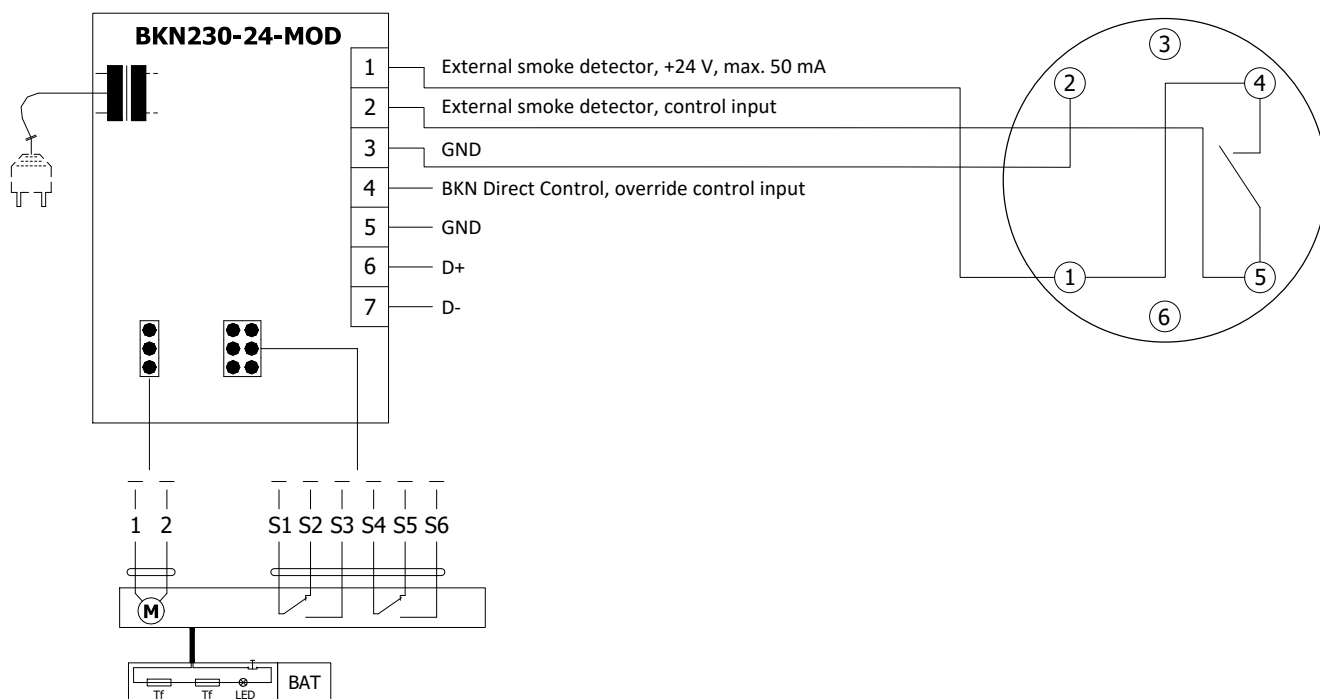 BKN230-24-MOD
1 External smoke detector, +24 V, max. 50 mA
2 External smoke detector, control input
3 GND
4 BKN Direct Control, override control input
5 GND
6 D+
7 D-
3
2 4
1 5
6
1 2 S1 S2 S3 S4 S5 S6
M
Tf Tf LED BAT